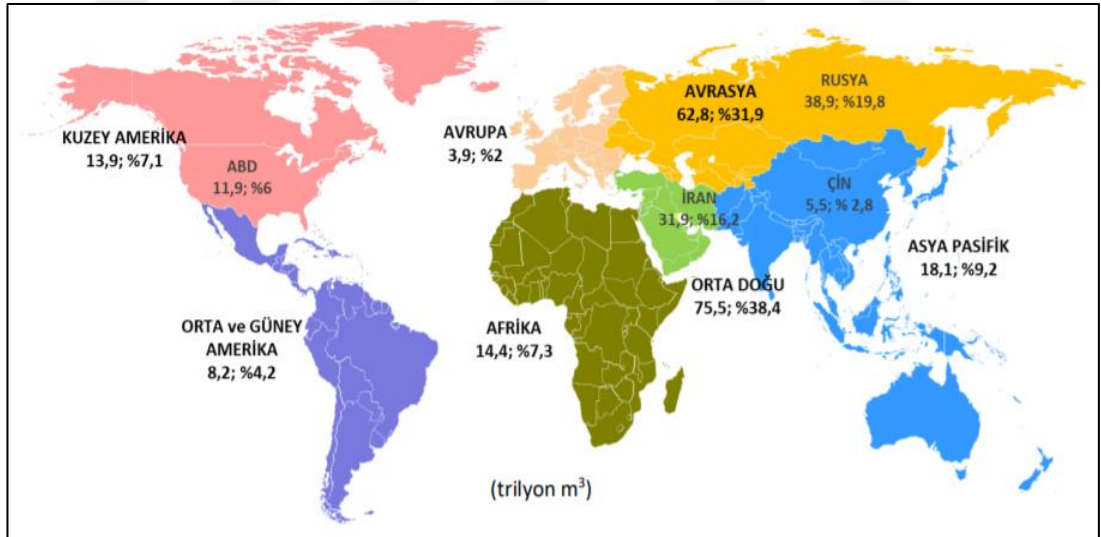 KUZEY AMERİKA
13,9; %7,1
ABD
11,9; %6
ORTA ve GÜNEY
AMERİKA
8,2; %4,2
AVRUPA
3,9; %2
AVRASYA
62,8; %31,9
RUSYA
38,9; %19,8
İRAN
31,9; %16,2
ÇİN
5,5; % 2,8
ASYA PASİFİK
18,1; %9,2
ORTA DOĞU
75,5; %38,4
AFRİKA
14,4; %7,3
(trilyon m³)